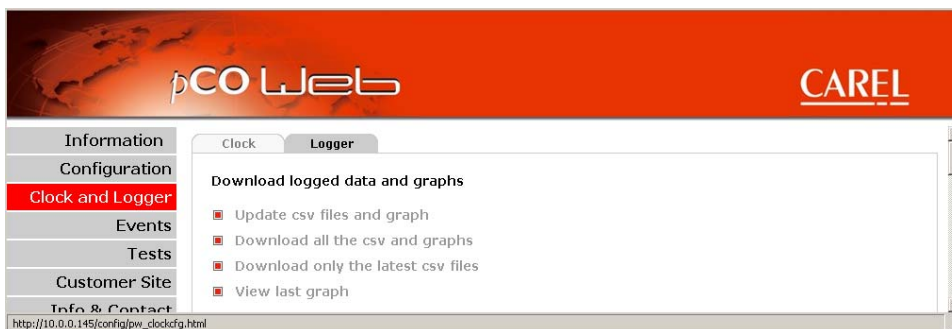 pCO Web
CAREL
Information
Configuration
Clock and Logger
Events
Tests
Customer Site
Info & Contact
Clock
Logger
Download logged data and graphs
Update csv files and graph
Download all the csv and graphs
Download only the latest csv files
View last graph
http://10.0.0.145/config/pw_clockcfg.html